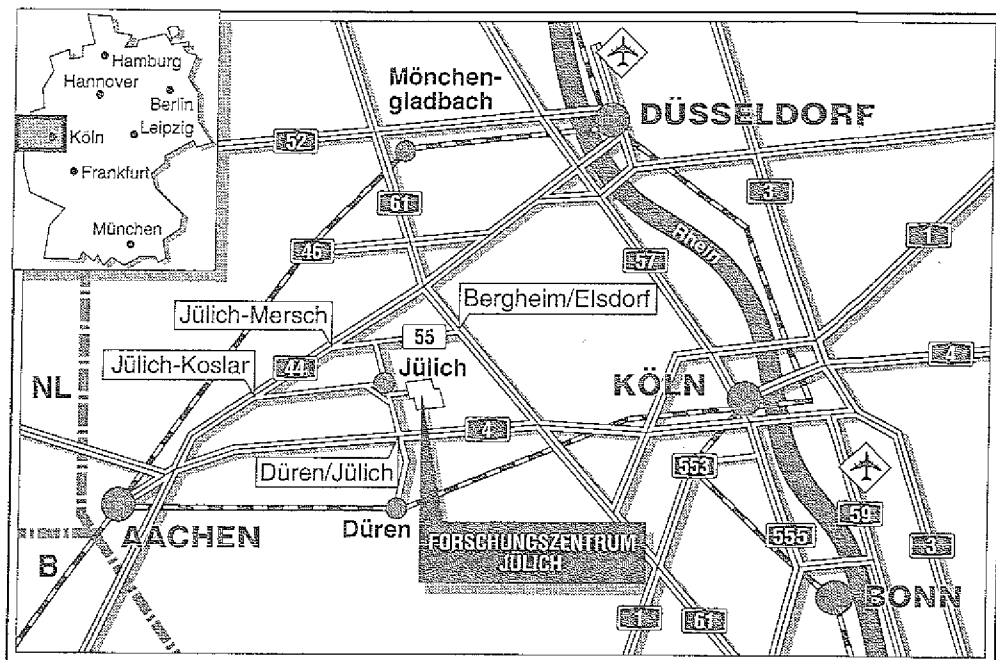 Hamburg
Hannover
Berlin
Leipzig
Köln
Frankfurt
München
Mönchen-
gladbach
DÜSSELDORF
52
61
3
1
46
57
Rhein
Bergheim/Elsdorf
Jülich-Mersch
55
Jülich-Koslar
44
Jülich
4
NL
KÖLN
4
553
Düren/Jülich
59
AACHEN
Düren
555
3
FORSCHUNGSZENTRUM
JÜLICH
B
BONN
1
61